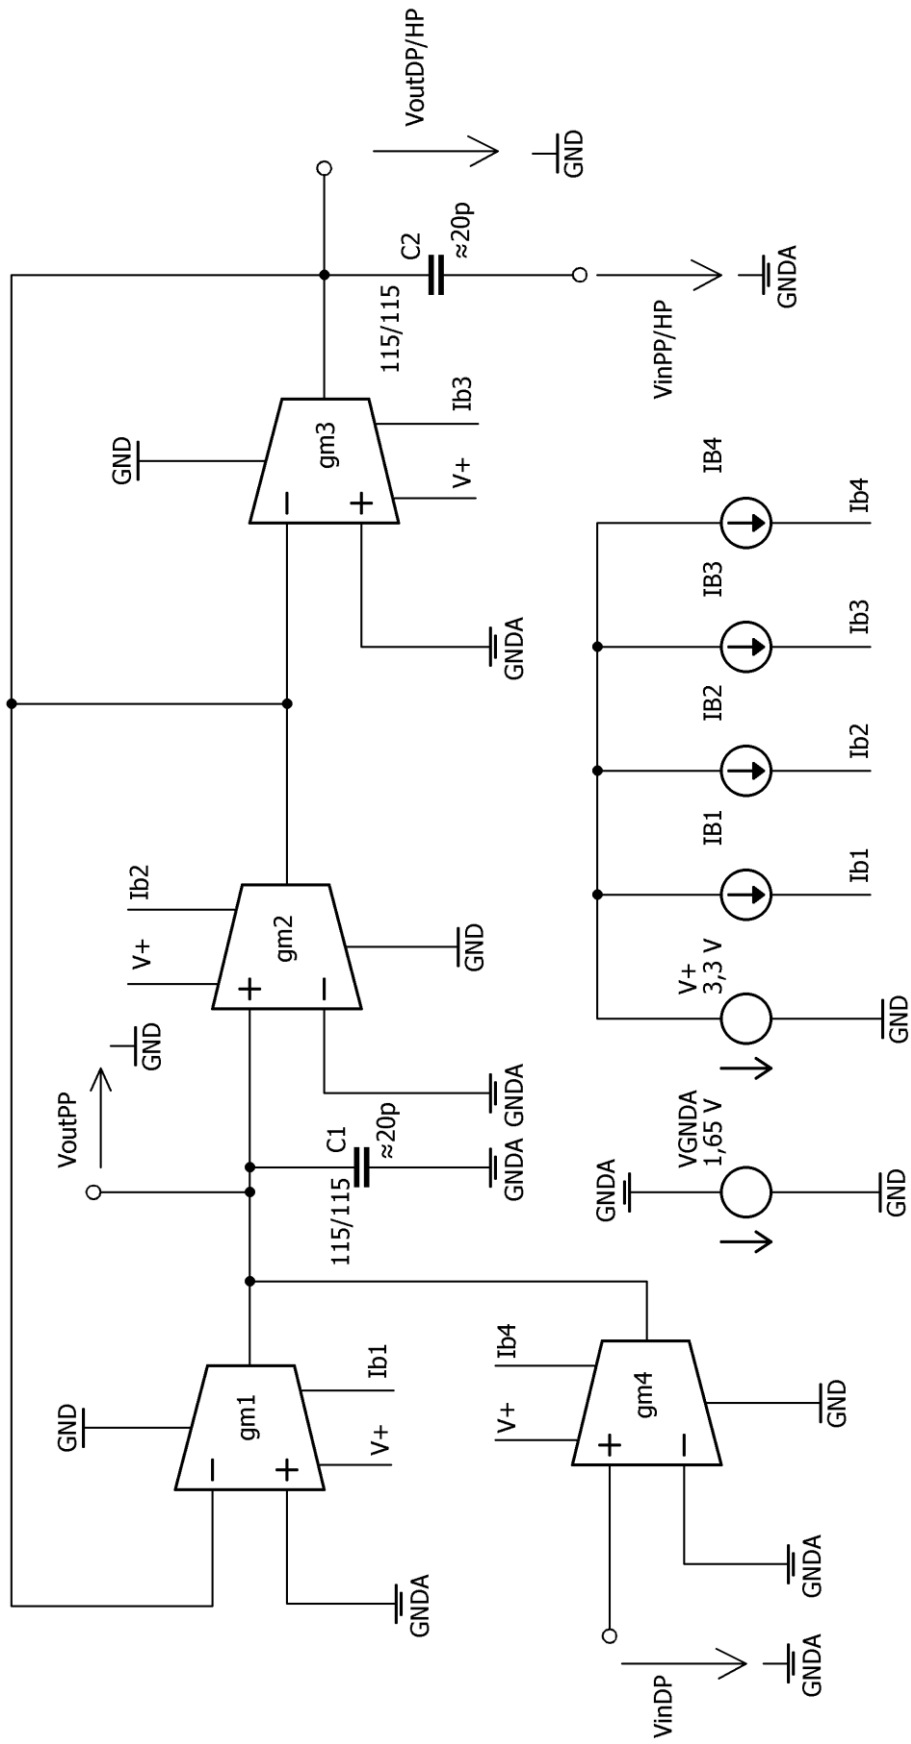 GND
gm1
−
+
V+
Ib1
GNDA
VinDP
GNDA
V+
Ib4
gm4
+
−
GNDA
GND
VoutPP
GND
C1
≈20p
115/115
GNDA
V+
Ib2
gm2
+
−
GNDA
GND
GND
gm3
−
+
V+
Ib3
GNDA
VoutDP/HP
GND
C2
≈20p
115/115
VinPP/HP
GNDA
GNDA
VGNDA
1,65 V
GND
V+
3,3 V
GND
IB1
Ib1
IB2
Ib2
IB3
Ib3
IB4
Ib4